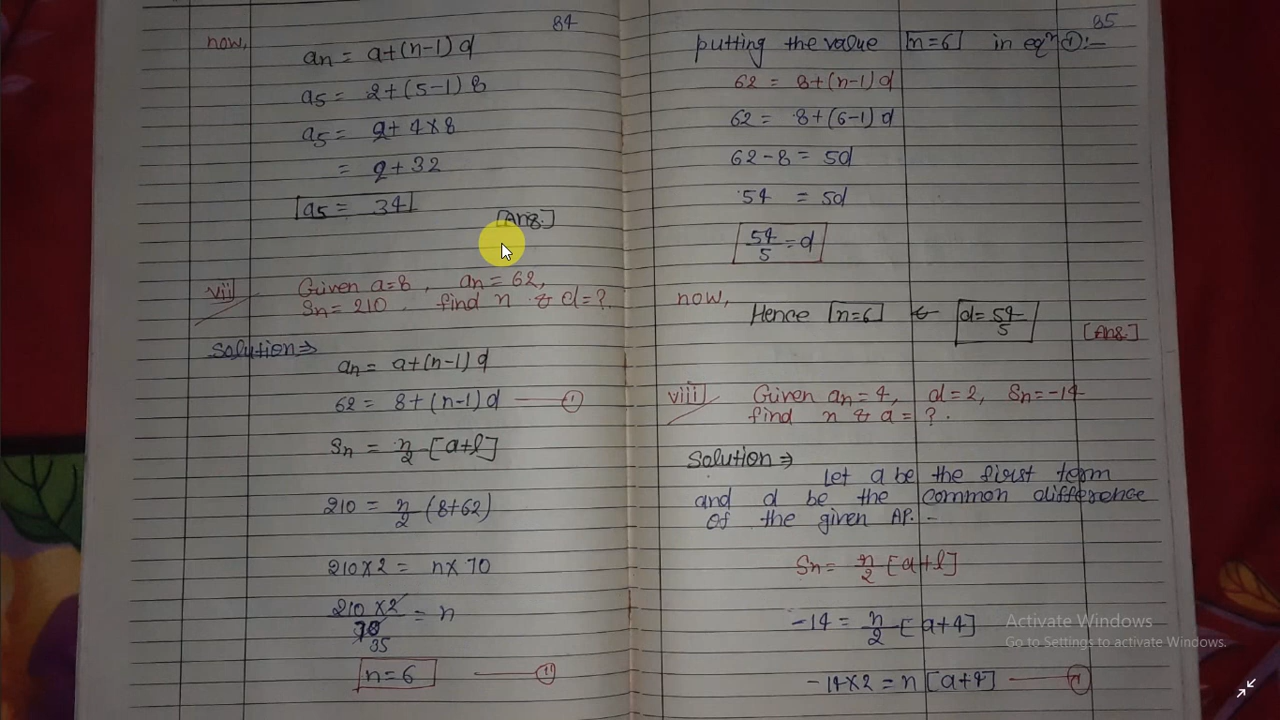 84
now,
an = a+(n-1) d
a5 = 2+(5-1) 8
a5 = 2+ 4×8
= 2+32
a5 = 34
[Ans.]
vii) Given a=8, an = 62,
Sn = 210. find n & d=?
Solution ⇒
an = a+(n-1) d
62 = 8+(n-1) d — (i)
Sn = n/2 [a+l]
210 = n/2 (8+62)
210×2 = n×70
210×2/70 = n
35
n=6 — (ii)
85
putting the value n=6 in eqn (i):-
62 = 8+(n-1) d
62 = 8+(6-1) d
62-8 = 5d
54 = 5d
54/5 = d
now,
Hence n=6 & d=54/5
[Ans.]
viii) Given an = 4, d=2, Sn=-14
find n & a = ?.
Solution ⇒
Let a be the first term
and d be the common difference
of the given AP. -
Sn = n/2 [a+l]
-14 = n/2 [a+4]
-14×2 = n [a+4]
Activate Windows
Go to Settings to activate Windows.